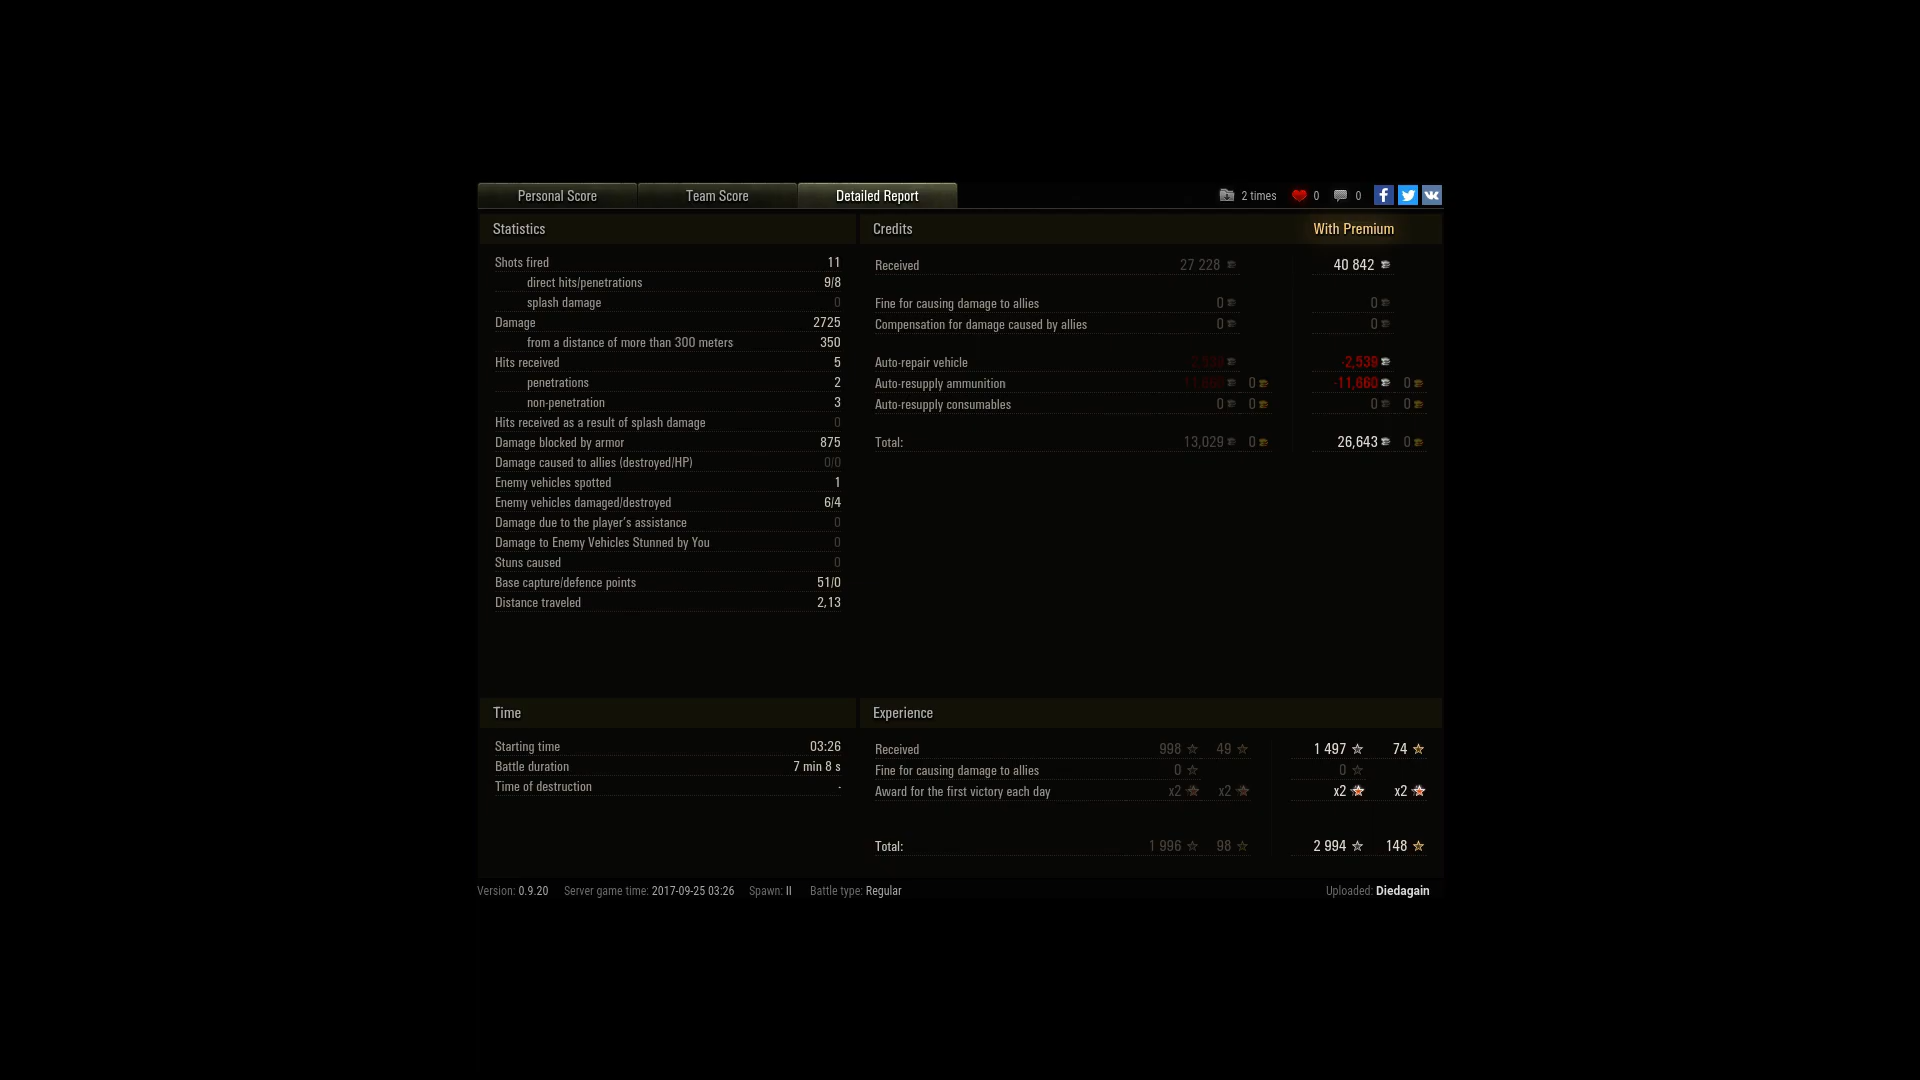 Personal Score Team Score Detailed Report 2 times 0 0
Statistics
Shots fired 11
direct hits/penetrations 9/8
splash damage 0
Damage 2725
from a distance of more than 300 meters 350
Hits received 5
penetrations 2
non-penetration 3
Hits received as a result of splash damage 0
Damage blocked by armor 875
Damage caused to allies (destroyed/HP) 0/0
Enemy vehicles spotted 1
Enemy vehicles damaged/destroyed 6/4
Damage due to the player's assistance 0
Damage to Enemy Vehicles Stunned by You 0
Stuns caused 0
Base capture/defence points 51/0
Distance traveled 2,13
Credits With Premium
Received 27 228 40 842
Fine for causing damage to allies 0 0
Compensation for damage caused by allies 0 0
Auto-repair vehicle -2,539 -2,539
Auto-resupply ammunition -11,660 0 -11,660 0
Auto-resupply consumables 0 0 0 0
Total: 13,029 0 26,643 0
Time
Starting time 03:26
Battle duration 7 min 8 s
Time of destruction -
Experience
Received 998 49 1 497 74
Fine for causing damage to allies 0 0
Award for the first victory each day x2 x2 x2 x2
Total: 1 996 98 2 994 148
Version: 0.9.20 Server game time: 2017-09-25 03:26 Spawn: II Battle type: Regular Uploaded: Diedagain